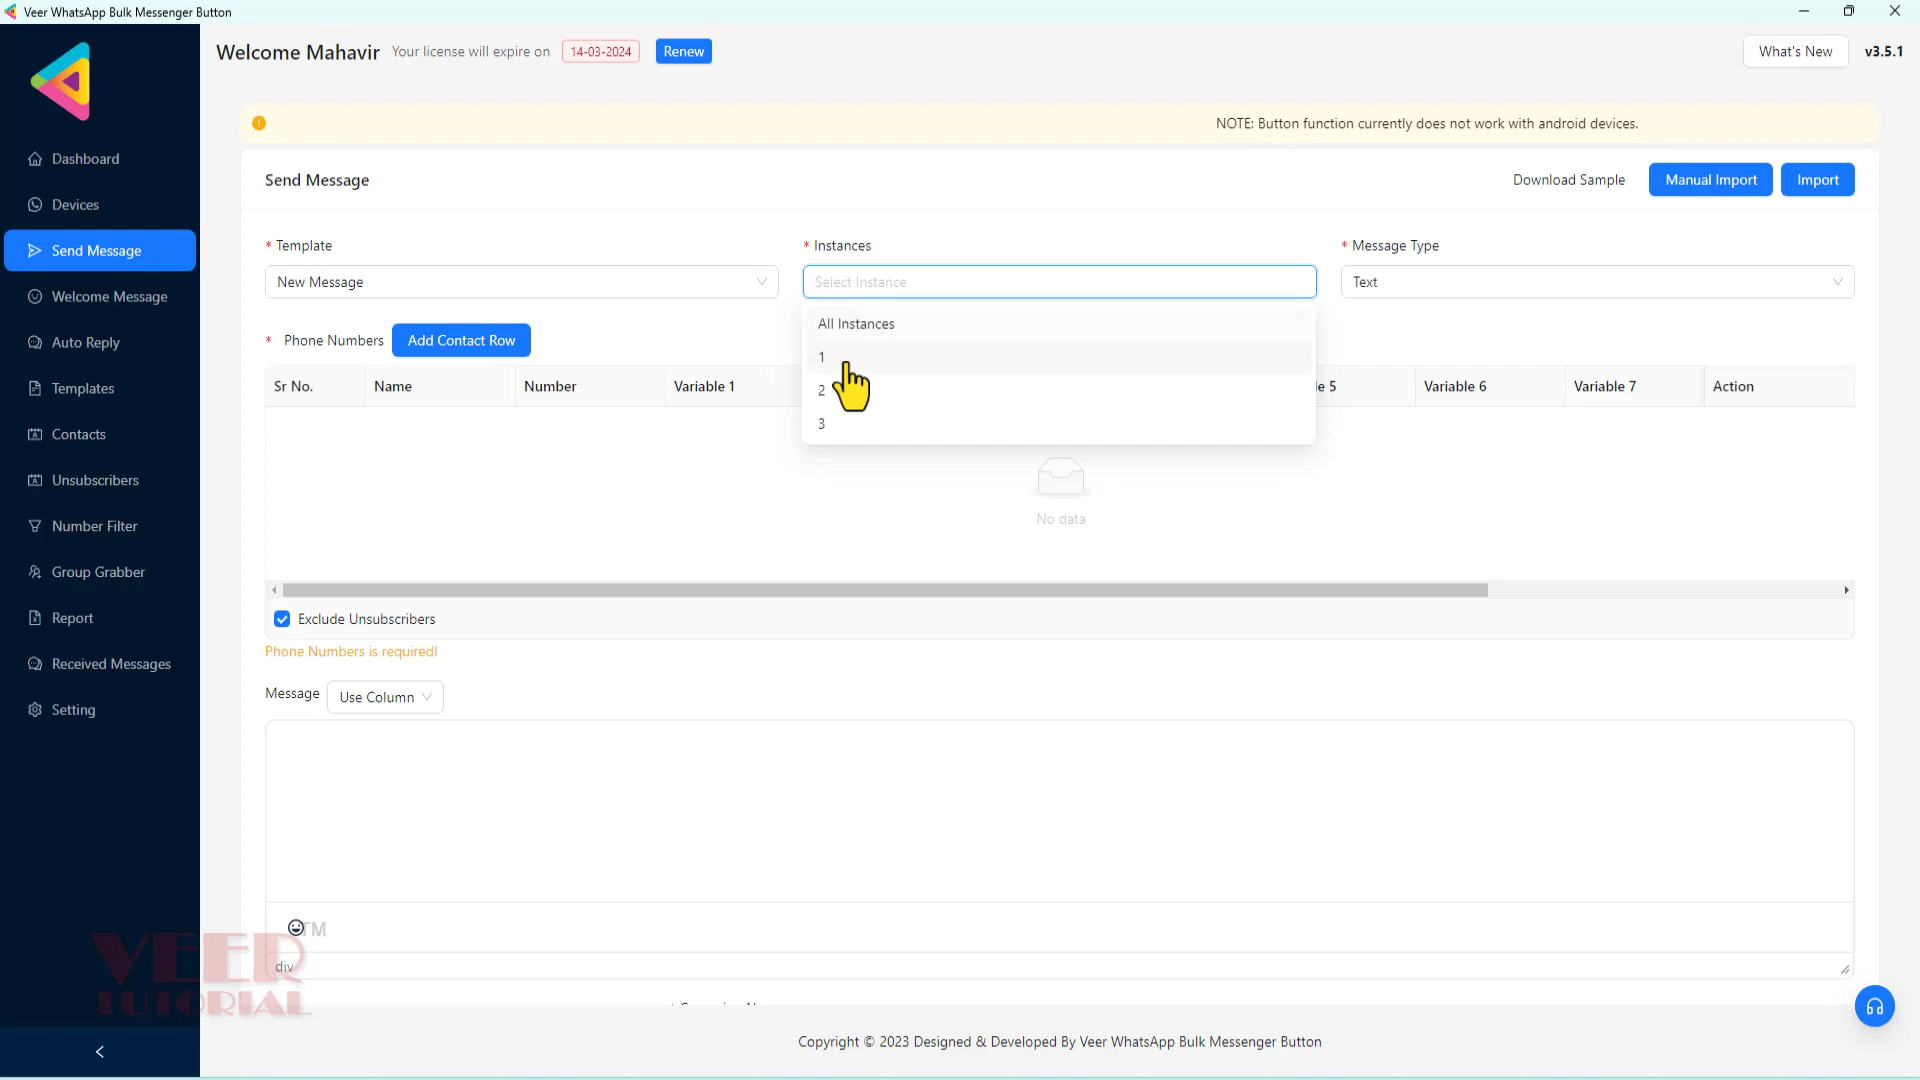 Veer WhatsApp Bulk Messenger Button
Welcome Mahavir Your license will expire on 14-03-2024 Renew
What's New v3.5.1
NOTE: Button function currently does not work with android devices.
Dashboard
Devices
Send Message
Welcome Message
Auto Reply
Templates
Contacts
Unsubscribers
Number Filter
Group Grabber
Report
Received Messages
Setting
Send Message
Download Sample Manual Import Import
* Template
New Message
* Instances
Select Instance
All Instances
1
2
3
* Message Type
Text
* Phone Numbers Add Contact Row
Sr No. Name Number Variable 1 le 5 Variable 6 Variable 7 Action
No data
Exclude Unsubscribers
Phone Numbers is required!
Message Use Column
TM
div
VEER
TUTORIAL
Copyright © 2023 Designed & Developed By Veer WhatsApp Bulk Messenger Button